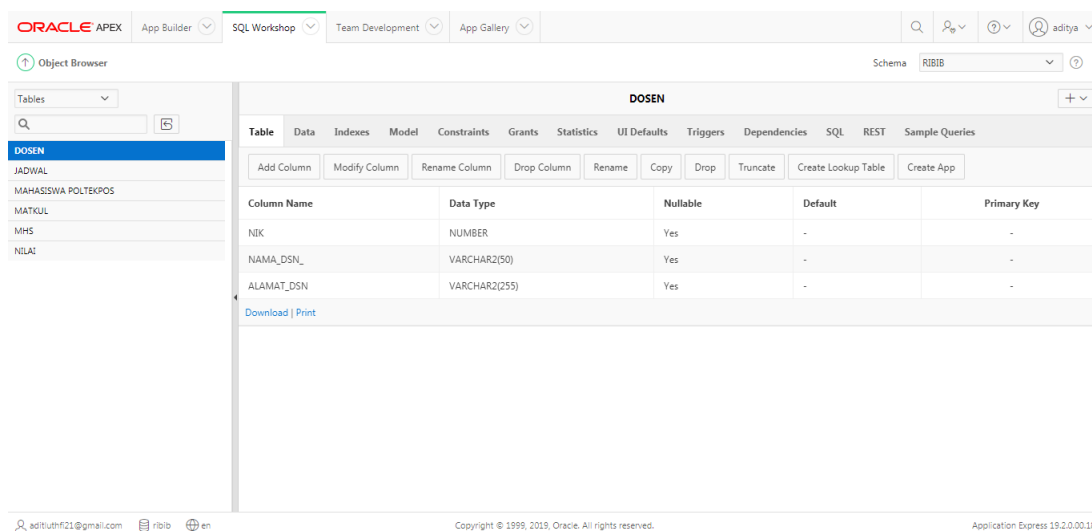 ORACLE APEX App Builder SQL Workshop Team Development App Gallery aditya
Object Browser Schema RIBIB
Tables
DOSEN
JADWAL
MAHASISWA POLTEKPOS
MATKUL
MHS
NILAI
DOSEN
Table Data Indexes Model Constraints Grants Statistics UI Defaults Triggers Dependencies SQL REST Sample Queries
Add Column Modify Column Rename Column Drop Column Rename Copy Drop Truncate Create Lookup Table Create App
Column Name Data Type Nullable Default Primary Key
NIK NUMBER Yes - -
NAMA_DSN_ VARCHAR2(50) Yes - -
ALAMAT_DSN VARCHAR2(255) Yes - -
Download | Print
aditluthfi21@gmail.com ribib en Copyright © 1999, 2019, Oracle. All rights reserved. Application Express 19.2.0.00.1